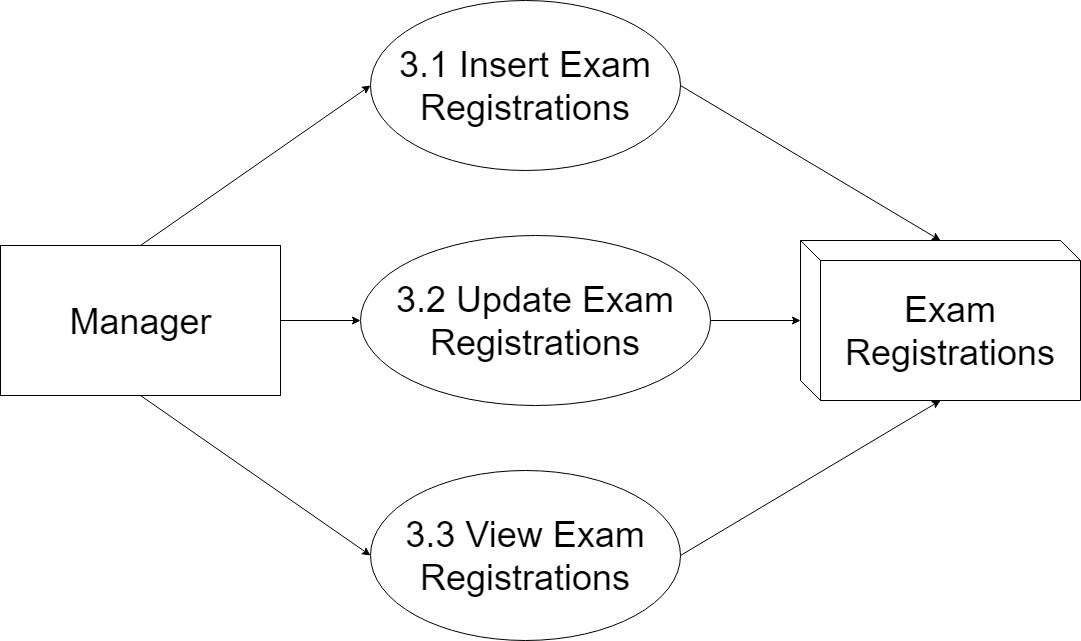 3.1 Insert Exam
Registrations
Manager
3.2 Update Exam
Registrations
Exam
Registrations
3.3 View Exam
Registrations